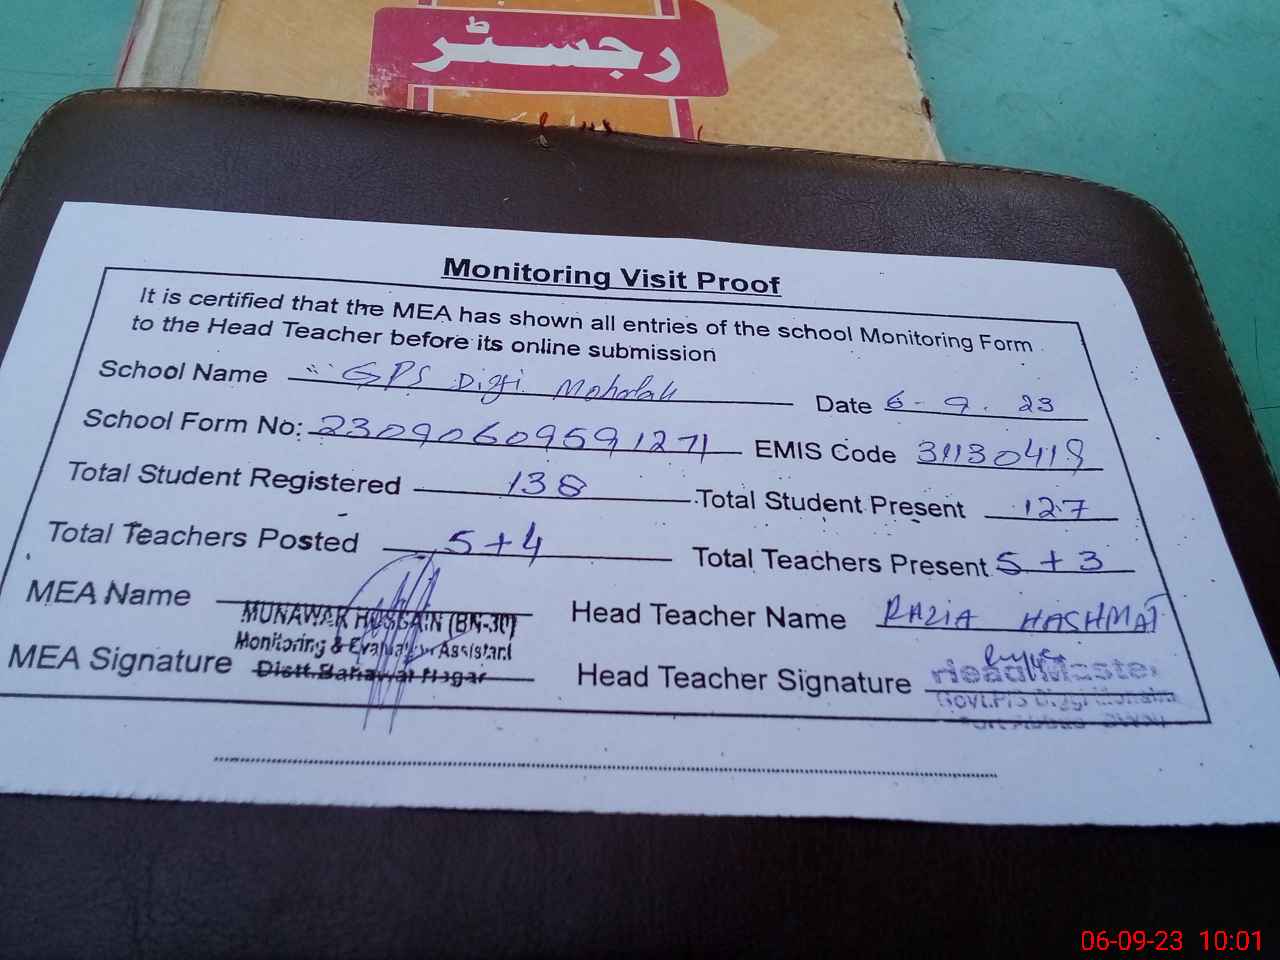 رجسٹر
Monitoring Visit Proof
It is certified that the MEA has shown all entries of the school Monitoring Form
to the Head Teacher before its online submission
School Name GPS Digi Mohalah Date 6-9.23
School Form No: 23090609591271 EMIS Code 31130419
Total Student Registered 138 Total Student Present 127
Total Teachers Posted 5+4 Total Teachers Present 5+3
MEA Name MUNAWAR HUSSAIN (BN-30) Head Teacher Name RAZIA HASHMAT
Monitoring & Evaluation Assistant
MEA Signature Distt.Bahawal Nagar Head Teacher Signature Head Master
Govt.P/S
06-09-23 10:01